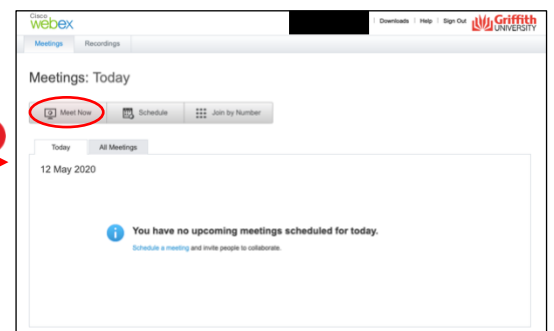 Cisco
webex
Downloads | Help | Sign Out
Griffith
UNIVERSITY
Meetings Recordings
Meetings: Today
Meet Now Schedule Join by Number
Today All Meetings
12 May 2020
You have no upcoming meetings scheduled for today.
Schedule a meeting and invite people to collaborate.